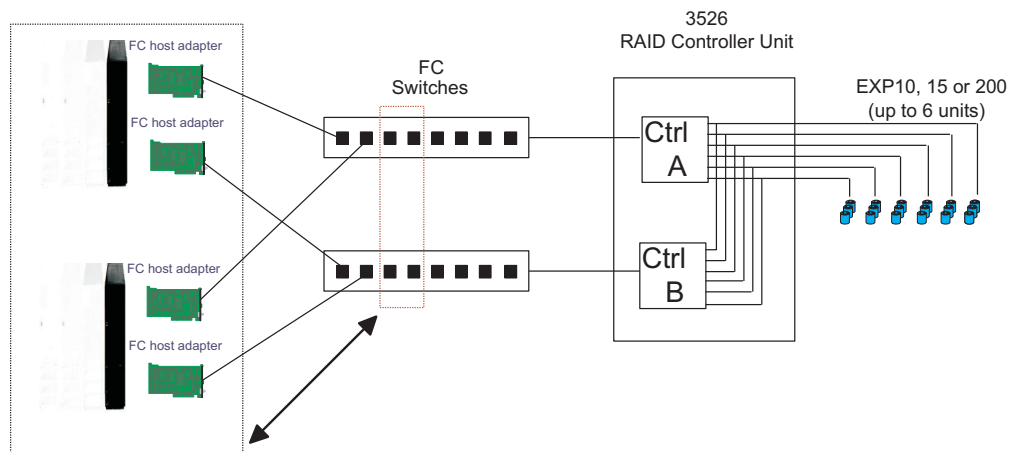 3526
RAID Controller Unit
FC host adapter
FC
Switches
EXP10, 15 or 200
(up to 6 units)
FC host adapter
Ctrl
A
FC host adapter
Ctrl
B
FC host adapter